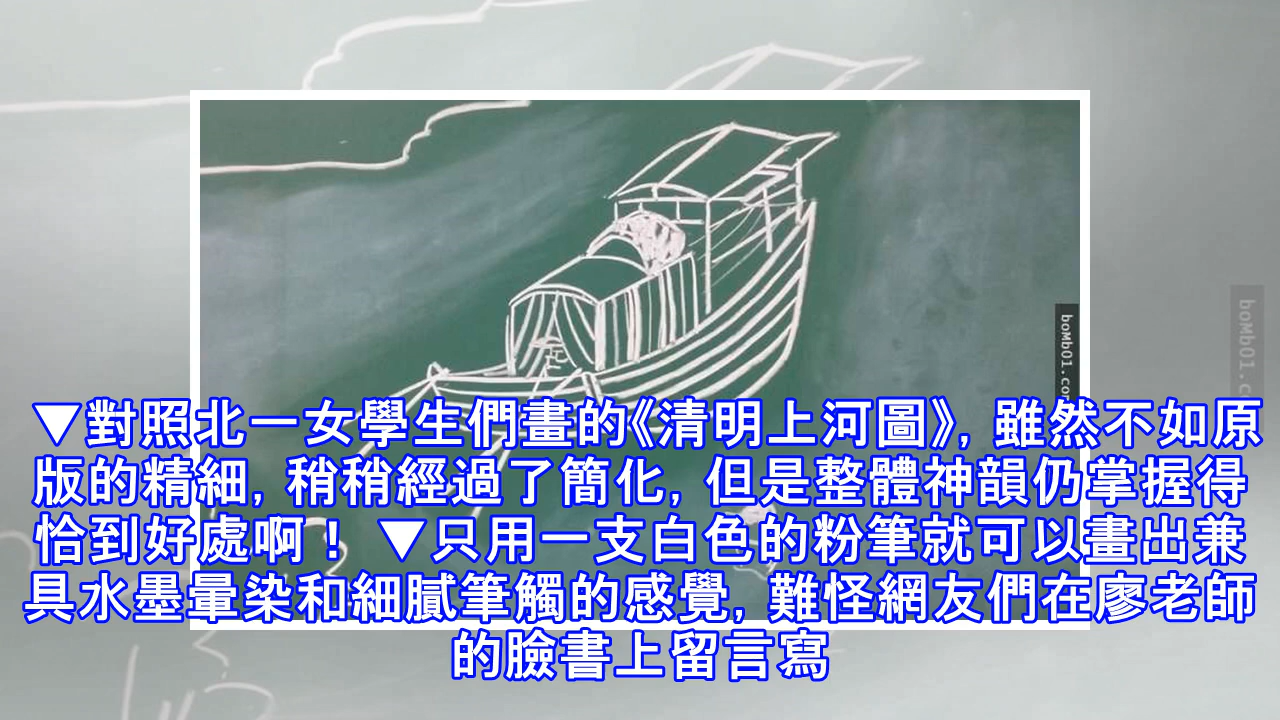 ▼對照北一女學生們畫的《清明上河圖》, 雖然不如原
版的精細, 稍稍經過了簡化, 但是整體神韻仍掌握得
恰到好處啊！ ▼只用一支白色的粉筆就可以畫出兼
具水墨暈染和細膩筆觸的感覺, 難怪網友們在廖老師
的臉書上留言寫
boMb01.com
boMb01.c